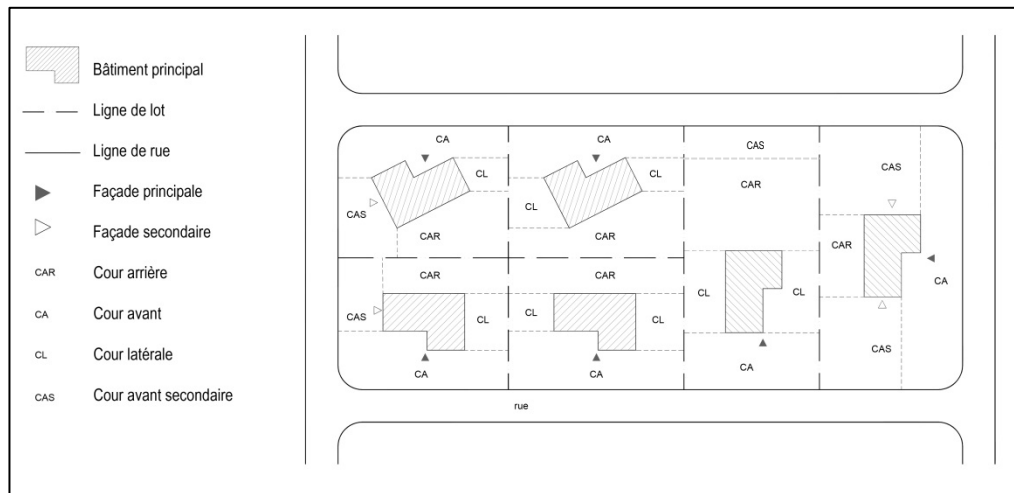 Bâtiment principal
Ligne de lot
Ligne de rue
Façade principale
Façade secondaire
CAR Cour arrière
CA Cour avant
CL Cour latérale
CAS Cour avant secondaire
CA CA CAS
CAS
CL CL CAR
CAS CL
CAR CAR
CAR
CAR CAR CA
CL CL
CAS CL CL CL
CAS
CA CA CA
rue